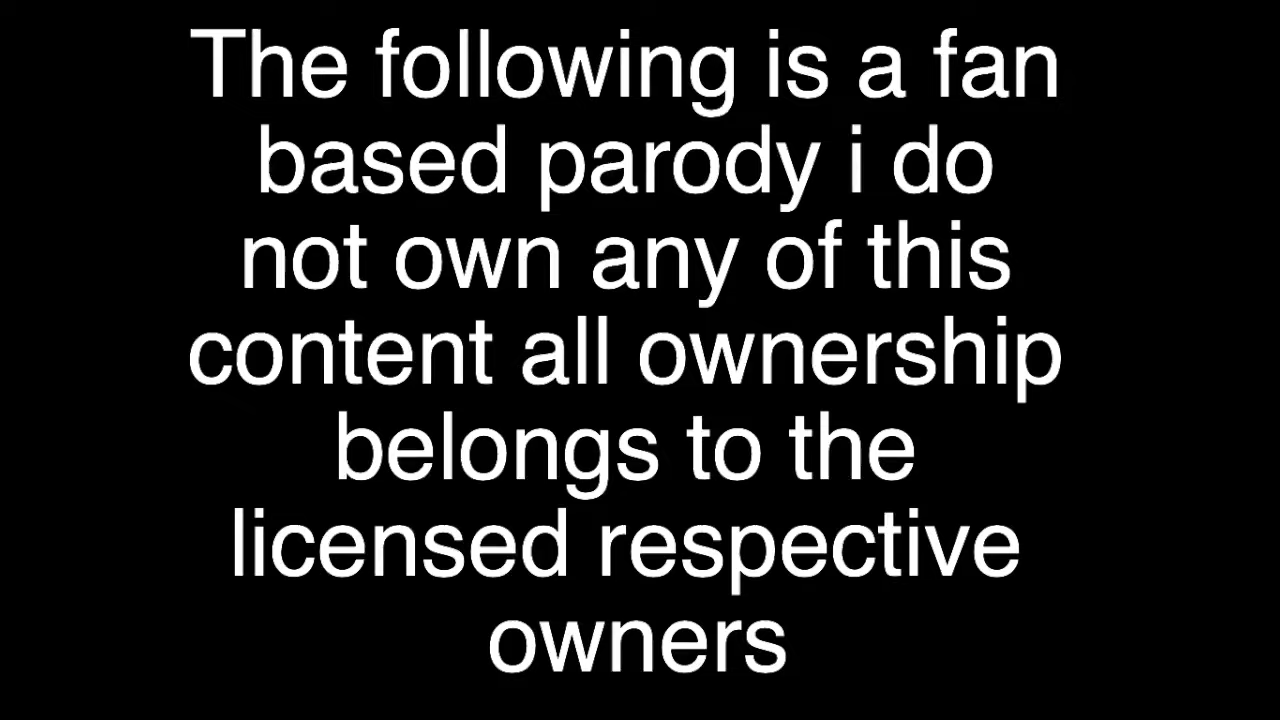 The following is a fan
based parody i do
not own any of this
content all ownership
belongs to the
licensed respective
owners